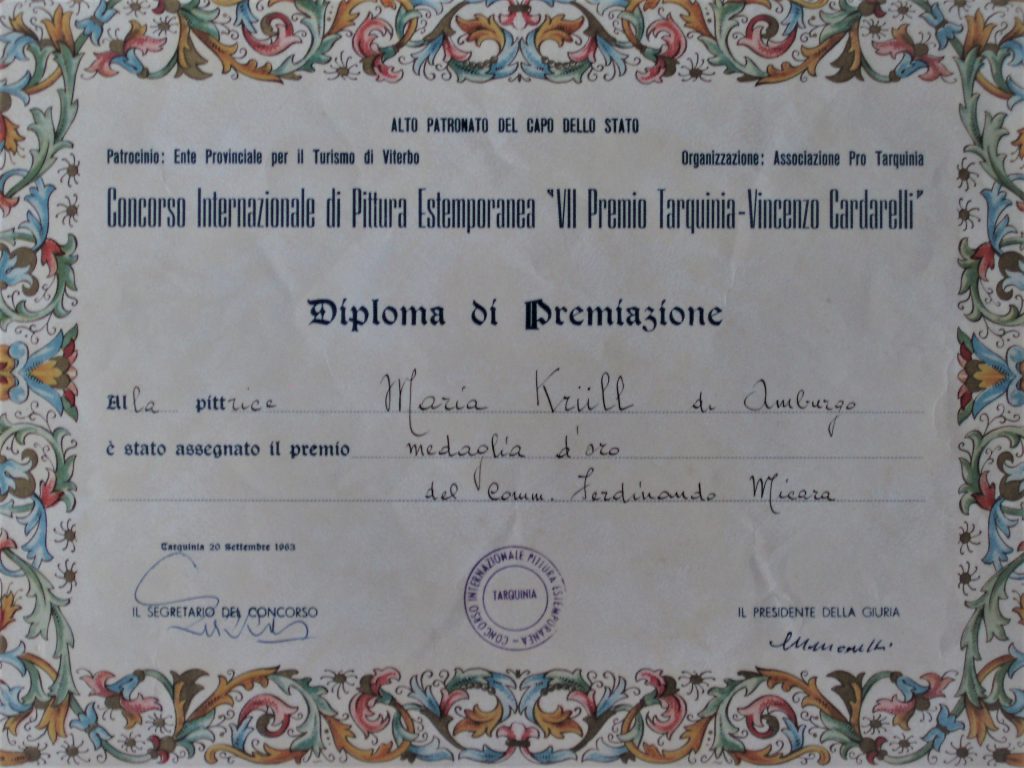 ALTO PATRONATO DEL CAPO DELLO STATO
Patrocinio: Ente Provinciale per il Turismo di Viterbo Organizzazione: Associazione Pro Tarquinia
Concorso Internazionale di Pittura Estemporanea "VII Premio Tarquinia-Vincenzo Cardarelli"
Diploma di Premiazione
Alla pittrice Maria Krüll di Amburgo
è stato assegnato il premio medaglia d'oro
del Comm. Ferdinando Micara
Tarquinia 20 Settembre 1963
CONCORSO INTERNAZIONALE PITTURA ESTEMPORANEA -
TARQUINIA
IL SEGRETARIO DEL CONCORSO IL PRESIDENTE DELLA GIURIA